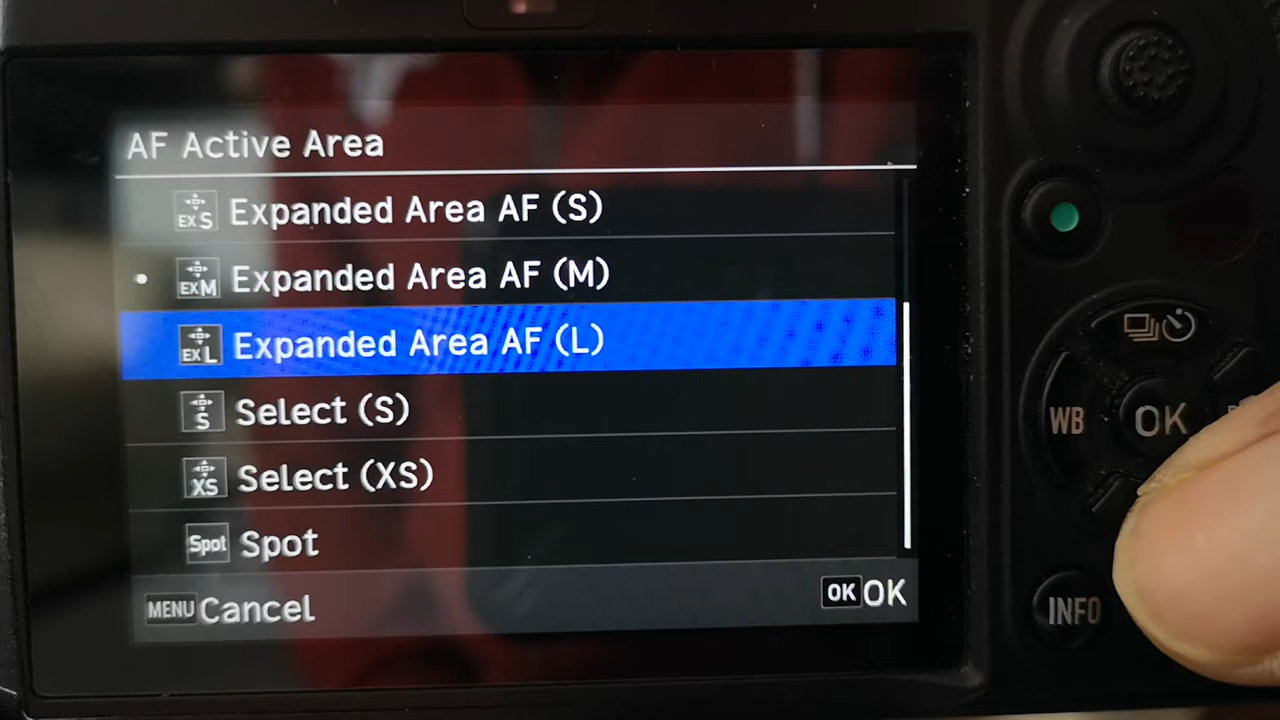 AF Active Area
EX S Expanded Area AF (S)
EX M Expanded Area AF (M)
EX L Expanded Area AF (L)
S Select (S)
XS Select (XS)
Spot Spot
MENU Cancel
OK OK
WB
OK
INFO